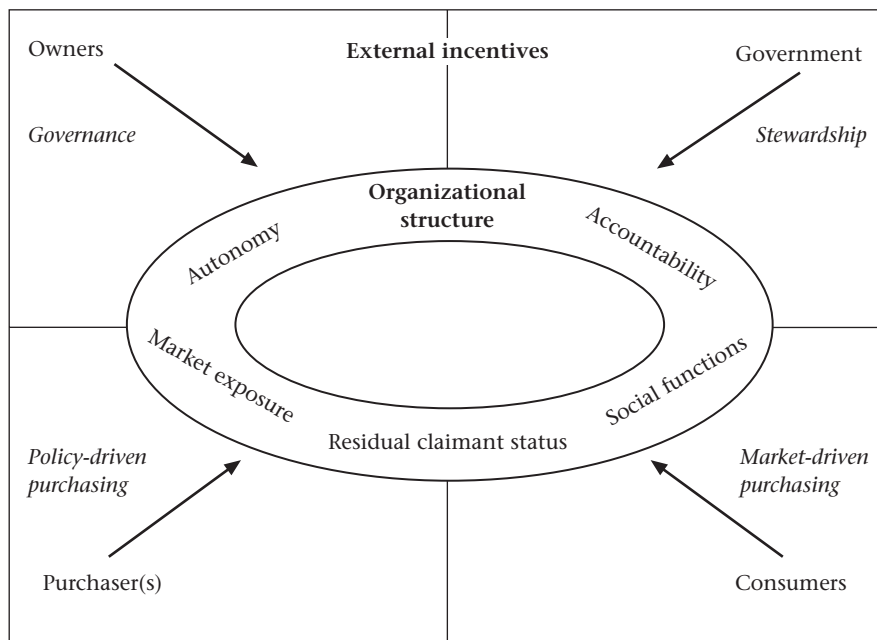 Owners
External incentives
Government
Governance
Stewardship
Organizational
structure
Autonomy
Accountability
Market exposure
Social functions
Residual claimant status
Policy-driven
purchasing
Market-driven
purchasing
Purchaser(s)
Consumers